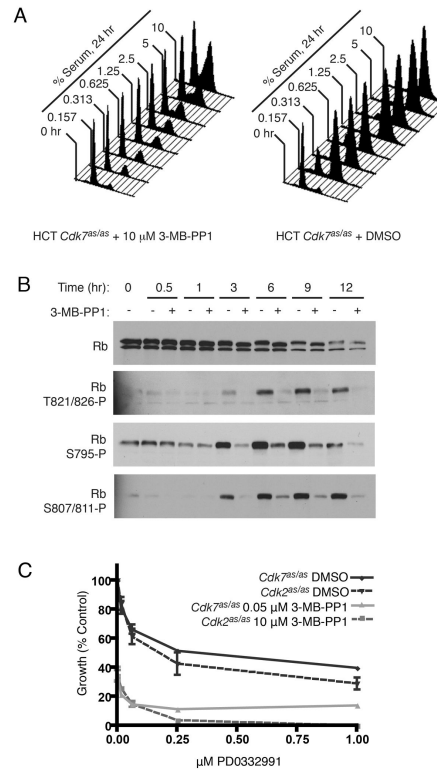 A
% Serum, 24 hr
10
5
2.5
1.25
0.625
0.313
0.157
0 hr
HCT Cdk7as/as + 10 μM 3-MB-PP1
% Serum, 24 hr
10
5
2.5
1.25
0.625
0.313
0.157
0 hr
HCT Cdk7as/as + DMSO
B
Time (hr): 0 0.5 1 3 6 9 12
3-MB-PP1: - - + - + - + - + - + - +
Rb
Rb
T821/826-P
Rb
S795-P
Rb
S807/811-P
C
Growth (% Control)
100
80
60
40
20
0
0.00 0.25 0.50 0.75 1.00
μM PD0332991
Cdk7as/as DMSO
Cdk2as/as DMSO
Cdk7as/as 0.05 μM 3-MB-PP1
Cdk2as/as 10 μM 3-MB-PP1